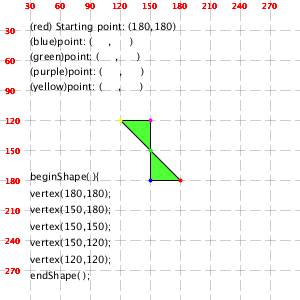 30 60 90 120 150 180 210 240 270
30
60
90
120
150
180
210
240
270
(red) Starting point: (180,180)
(blue)point: (    ,    )
(green)point: (    ,    )
(purple)point: (    ,    )
(yellow)point: (    ,    )
beginShape(){
vertex(180,180);
vertex(150,180);
vertex(150,150);
vertex(150,120);
vertex(120,120);
endShape();